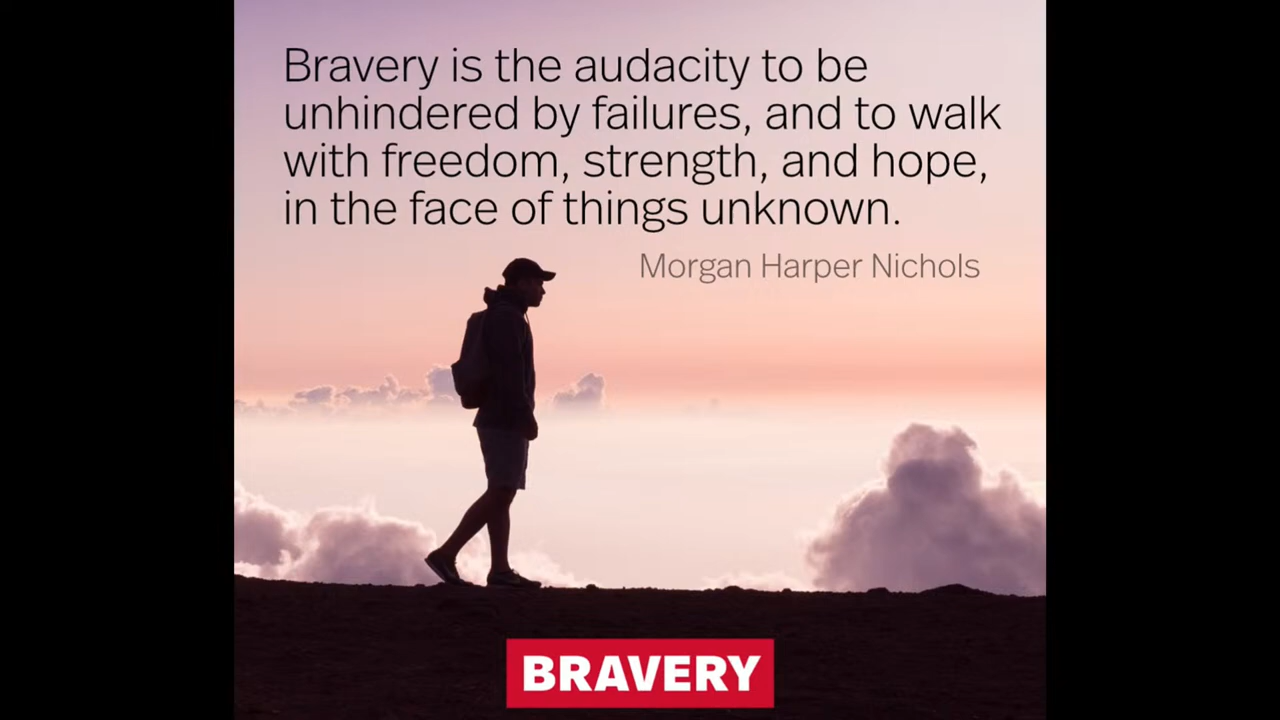 Bravery is the audacity to be
unhindered by failures, and to walk
with freedom, strength, and hope,
in the face of things unknown.
Morgan Harper Nichols
BRAVERY